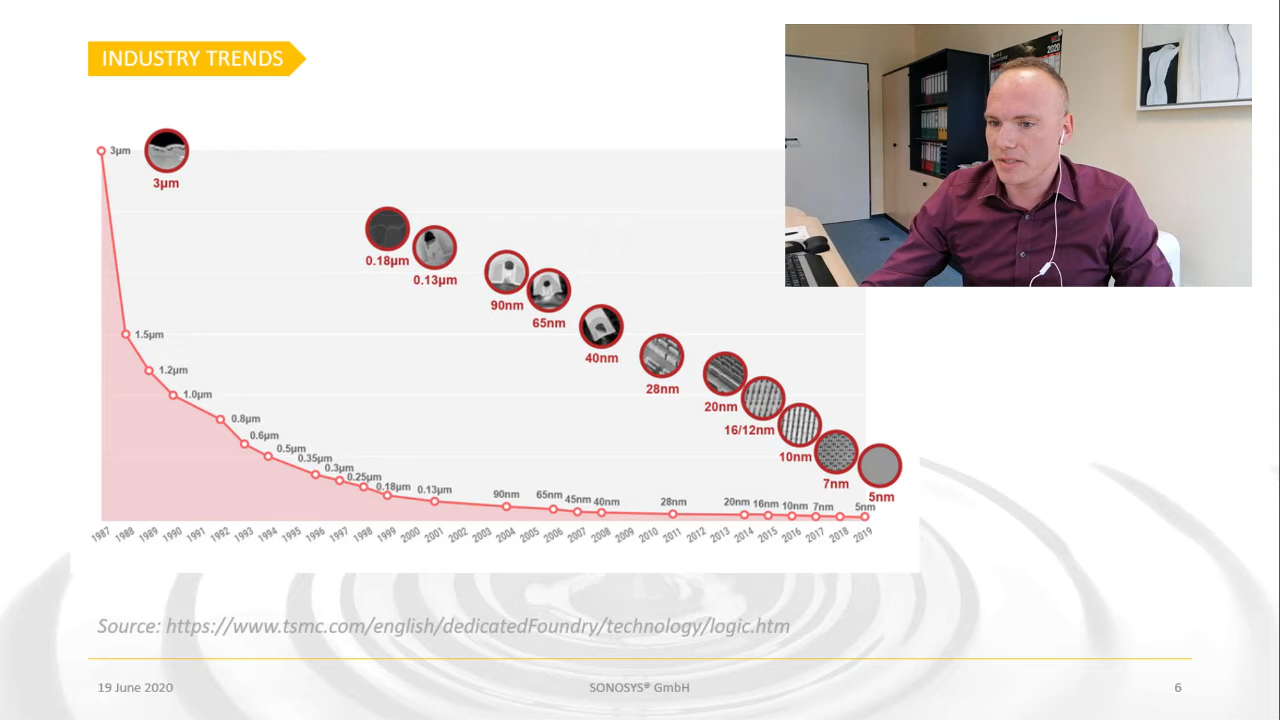 INDUSTRY TRENDS
2020
3µm
3µm
0.18µm
0.13µm
90nm
65nm
40nm
28nm
20nm
16/12nm
10nm
7nm
5nm
1.5µm
1.2µm
1.0µm
0.8µm
0.6µm
0.5µm
0.35µm
0.3µm
0.25µm
0.18µm
0.13µm
90nm
65nm
45nm
40nm
28nm
20nm
16nm
10nm
7nm
5nm
1987 1988 1989 1990 1991 1992 1993 1994 1995 1996 1997 1998 1999 2000 2001 2002 2003 2004 2005 2006 2007 2008 2009 2010 2011 2012 2013 2014 2015 2016 2017 2018 2019
Source: https://www.tsmc.com/english/dedicatedFoundry/technology/logic.htm
19 June 2020
SONOSYS® GmbH
6